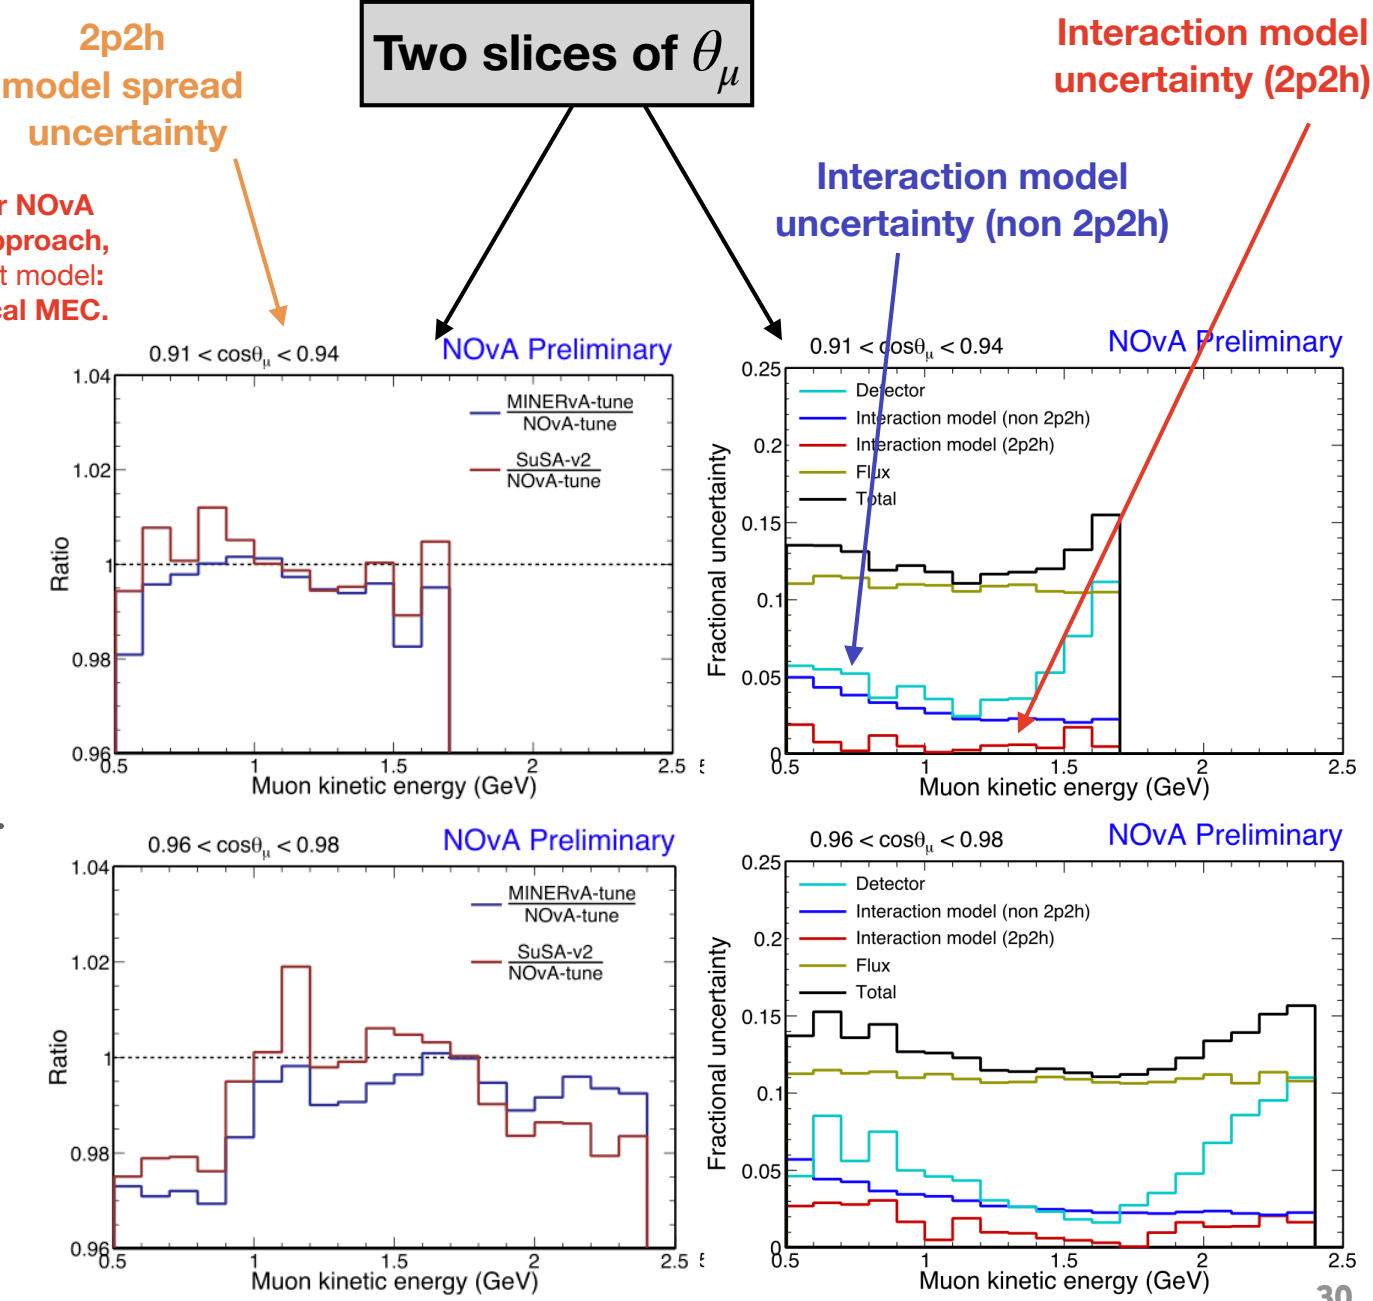 2p2h
model spread
uncertainty
Two slices of θμ
Interaction model
uncertainty (2p2h)
Interaction model
uncertainty (non 2p2h)
NOvA
t model:
MEC.
0.91 < cosθμ < 0.94
NOvA Preliminary
1.04
1.02
1
0.98
0.96
Ratio
MINERvA-tune
NOvA-tune
SuSA-v2
NOvA-tune
0.5 1 1.5 2 2.5
Muon kinetic energy (GeV)
0.91 < cosθμ < 0.94
NOvA Preliminary
0.25
0.2
0.15
0.1
0.05
0
Fractional uncertainty
Detector
Interaction model (non 2p2h)
Interaction model (2p2h)
Flux
Total
0.5 1 1.5 2 2.5
Muon kinetic energy (GeV)
0.96 < cosθμ < 0.98
NOvA Preliminary
1.04
1.02
1
0.98
0.96
Ratio
MINERvA-tune
NOvA-tune
SuSA-v2
NOvA-tune
0.5 1 1.5 2 2.5
Muon kinetic energy (GeV)
0.96 < cosθμ < 0.98
NOvA Preliminary
0.25
0.2
0.15
0.1
0.05
0
Fractional uncertainty
Detector
Interaction model (non 2p2h)
Interaction model (2p2h)
Flux
Total
0.5 1 1.5 2 2.5
Muon kinetic energy (GeV)
30